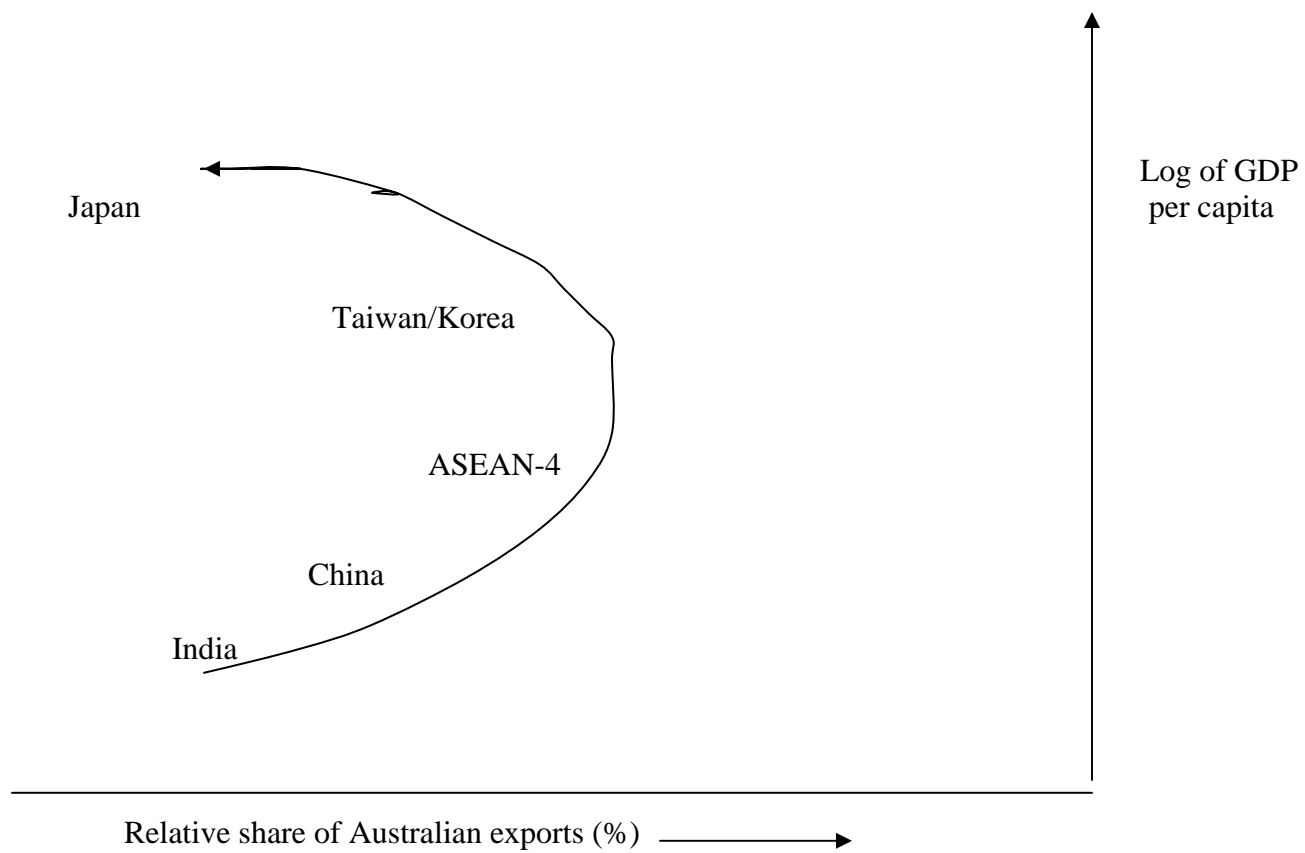 Log of GDP
per capita
Japan
Taiwan/Korea
ASEAN-4
China
India
Relative share of Australian exports (%)